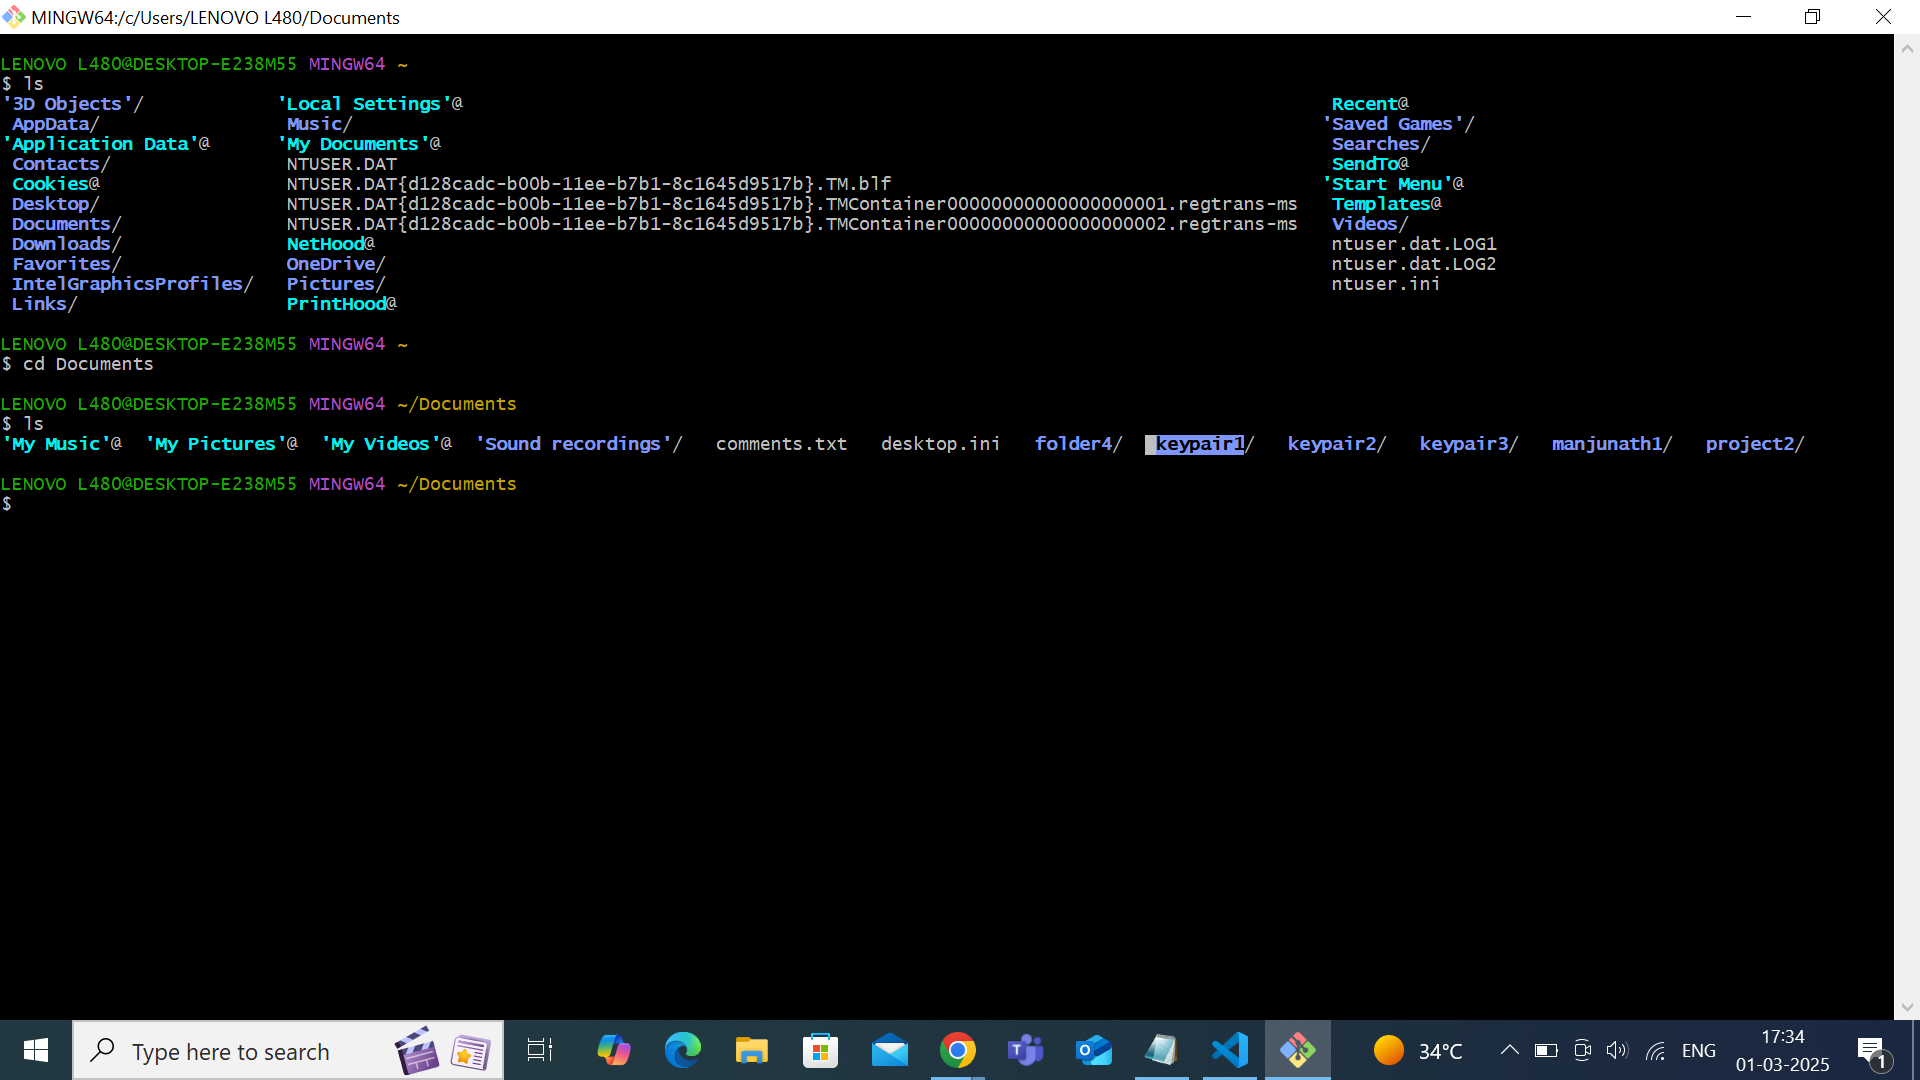 MINGW64:/c/Users/LENOVO L480/Documents
LENOVO L480@DESKTOP-E238M55 MINGW64 ~
$ ls
'3D Objects'/ 'Local Settings'@ Recent@
AppData/ Music/ 'Saved Games'/
'Application Data'@ 'My Documents'@ Searches/
Contacts/ NTUSER.DAT SendTo@
Cookies@ NTUSER.DAT{d128cadc-b00b-11ee-b7b1-8c1645d9517b}.TM.blf 'Start Menu'@
Desktop/ NTUSER.DAT{d128cadc-b00b-11ee-b7b1-8c1645d9517b}.TMContainer00000000000000000001.regtrans-ms Templates@
Documents/ NTUSER.DAT{d128cadc-b00b-11ee-b7b1-8c1645d9517b}.TMContainer00000000000000000002.regtrans-ms Videos/
Downloads/ NetHood@ ntuser.dat.LOG1
Favorites/ OneDrive/ ntuser.dat.LOG2
IntelGraphicsProfiles/ Pictures/ ntuser.ini
Links/ PrintHood@
LENOVO L480@DESKTOP-E238M55 MINGW64 ~
$ cd Documents
LENOVO L480@DESKTOP-E238M55 MINGW64 ~/Documents
$ ls
'My Music'@ 'My Pictures'@ 'My Videos'@ 'Sound recordings'/ comments.txt desktop.ini folder4/ keypair1/ keypair2/ keypair3/ manjunath1/ project2/
LENOVO L480@DESKTOP-E238M55 MINGW64 ~/Documents
$
Type here to search
34°C
ENG
17:34
01-03-2025
1